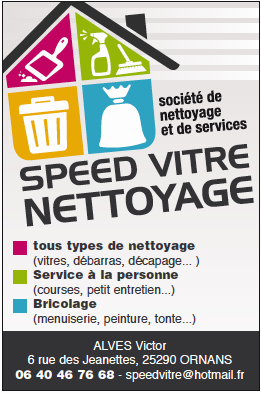 société de
nettoyage
et de services
SPEED VITRE
NETTOYAGE
tous types de nettoyage
(vitres, débarras, décapage... )
Service à la personne
(courses, petit entretien...)
Bricolage
(menuiserie, peinture, tonte...)
ALVES Victor
6 rue des Jeanettes, 25290 ORNANS
06 40 46 76 68 - speedvitre@hotmail.fr